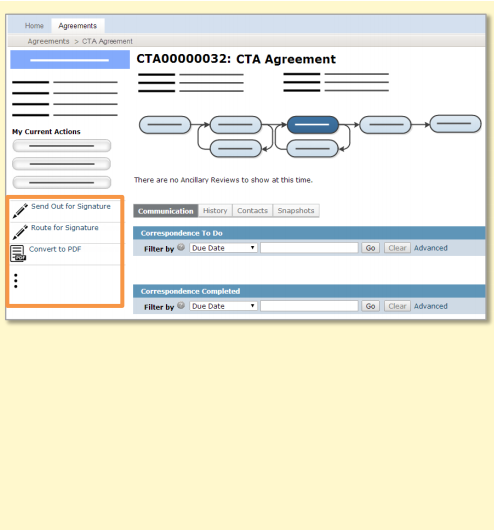 Home Agreements
Agreements > CTA Agreement
CTA00000032: CTA Agreement
My Current Actions
There are no Ancillary Reviews to show at this time.
Send Out for Signature
Route for Signature
PDF
Convert to PDF
Communication History Contacts Snapshots
Correspondence To Do
Filter by ? Due Date Go Clear Advanced
Correspondence Completed
Filter by ? Due Date Go Clear Advanced